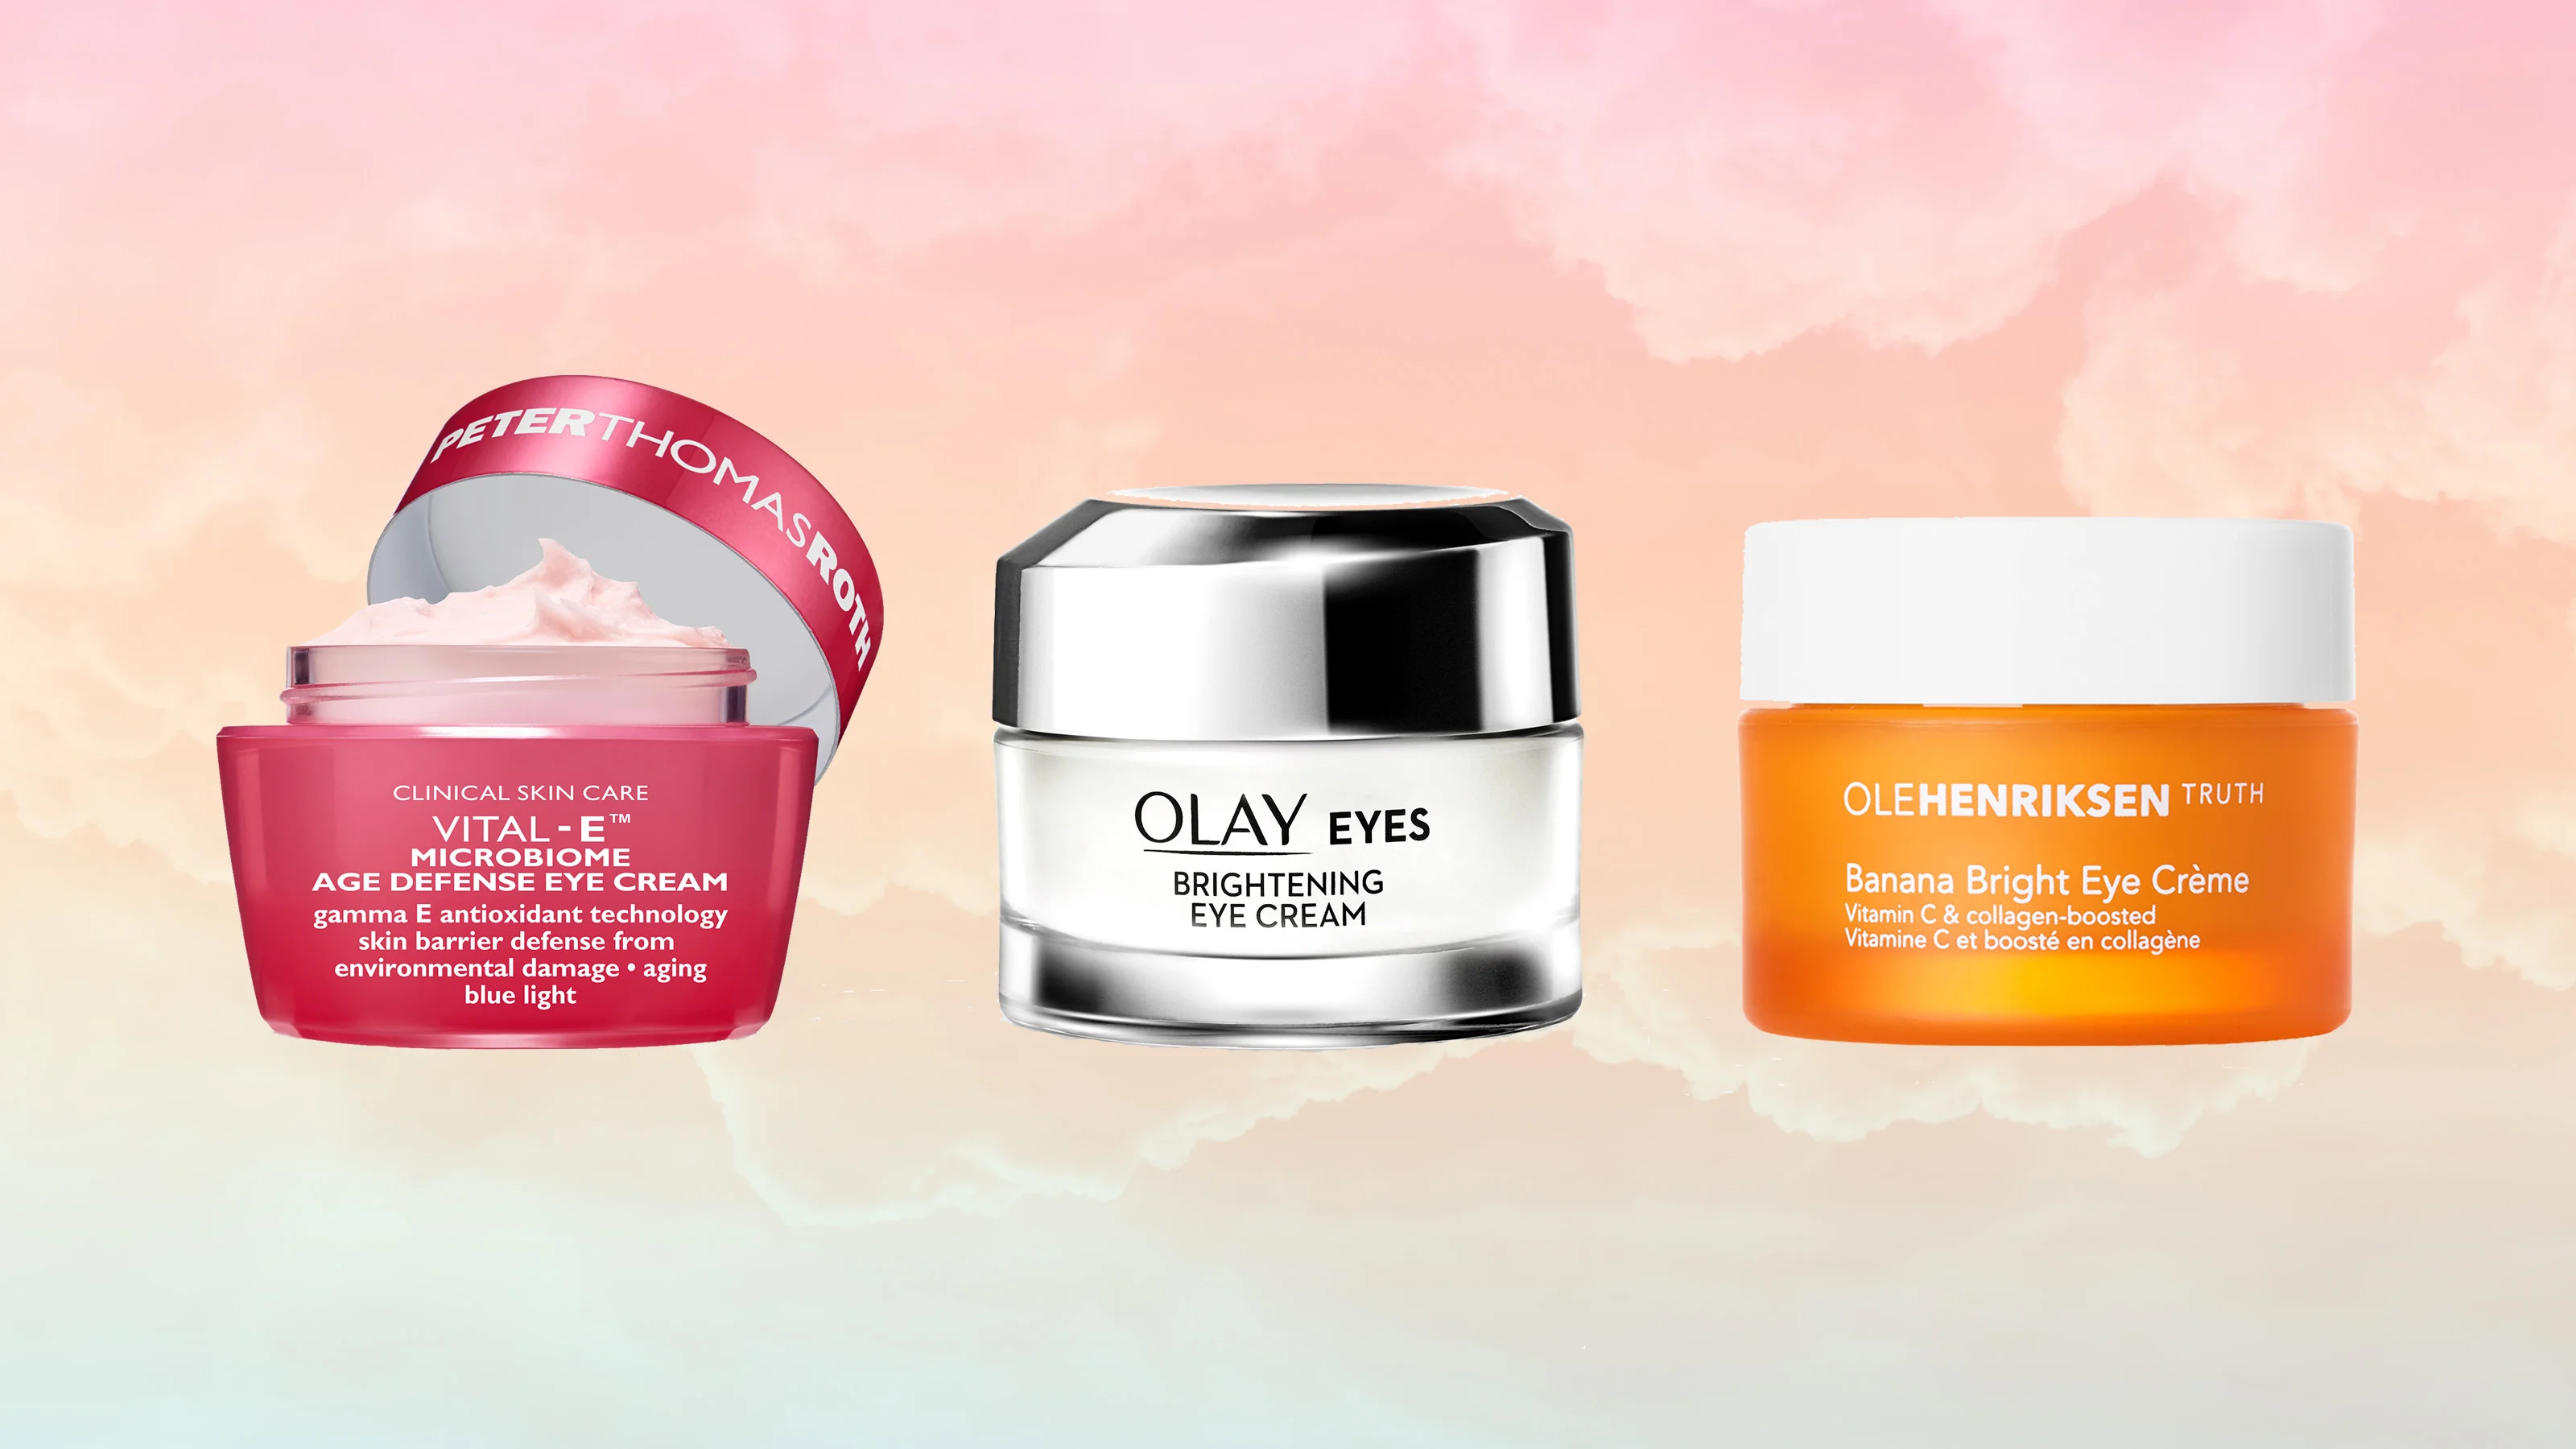 PETERTHOMASROTH
CLINICAL SKIN CARE
VITAL-E™
MICROBIOME
AGE DEFENSE EYE CREAM
gamma E antioxidant technology
skin barrier defense from
environmental damage • aging
blue light
OLAY EYES
BRIGHTENING
EYE CREAM
OLEHENRIKSEN TRUTH
Banana Bright Eye Crème
Vitamin C & collagen-boosted
Vitamine C et boosté en collagène